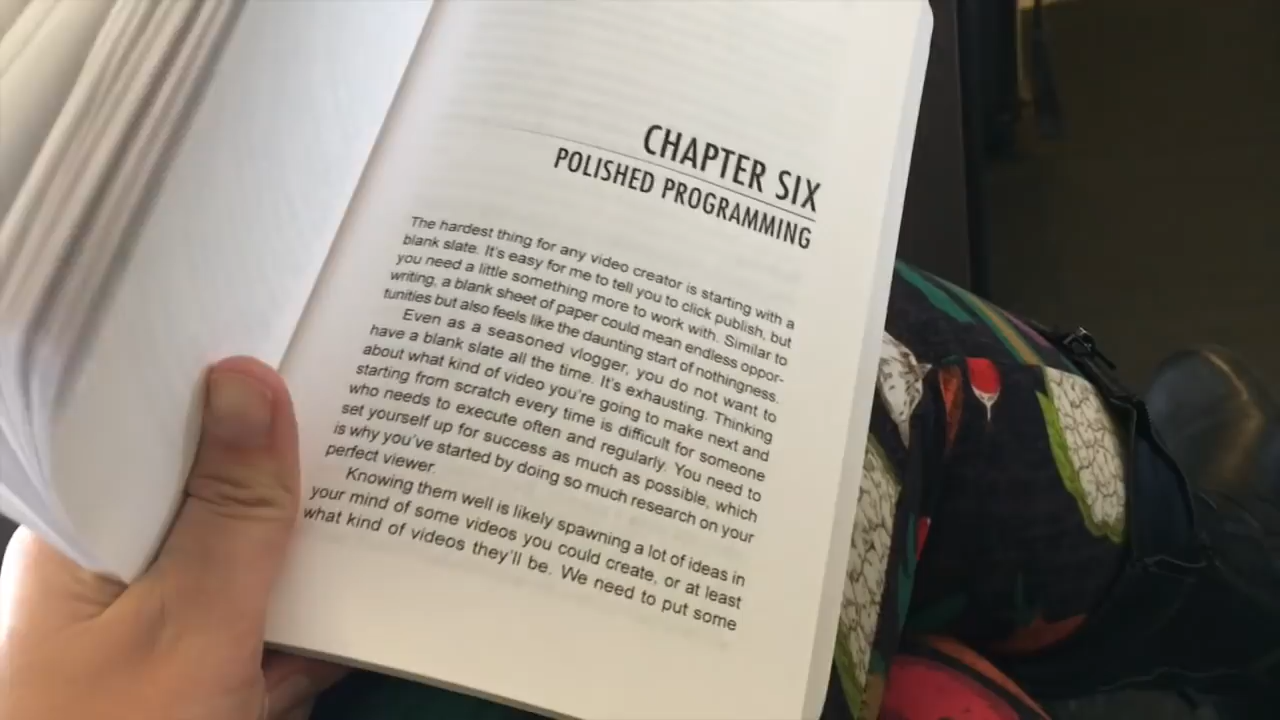 CHAPTER SIX
POLISHED PROGRAMMING
The hardest thing for any video creator is starting with a
blank slate. It's easy for me to tell you to click publish, but
you need a little something more to work with. Similar to
writing, a blank sheet of paper could mean endless oppor-
tunities but also feels like the daunting start of nothingness.
Even as a seasoned vlogger, you do not want to
have a blank slate all the time. It's exhausting. Thinking
about what kind of video you're going to make next and
starting from scratch every time is difficult for someone
who needs to execute often and regularly. You need to
set yourself up for success as much as possible, which
is why you've started by doing so much research on your
perfect viewer.
Knowing them well is likely spawning a lot of ideas in
your mind of some videos you could create, or at least
what kind of videos they'll be. We need to put some